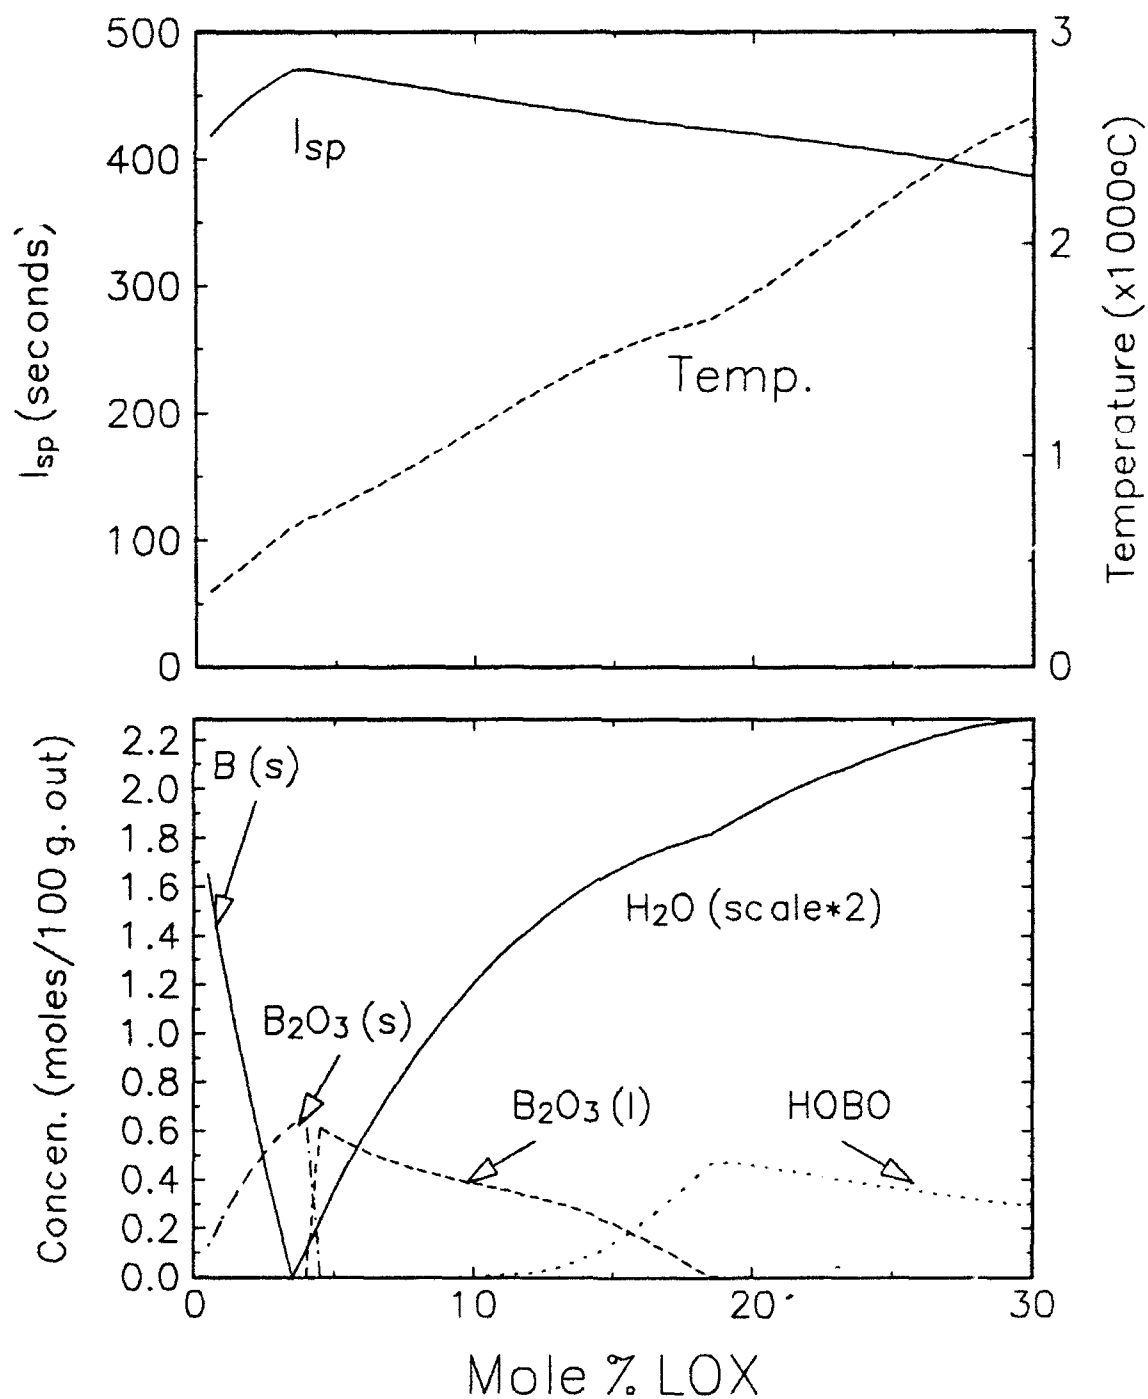 500
400
300
200
100
0
Isp (seconds)
Isp
Temp.
3
2
1
0
Temperature (x1000°C)
2.2
2.0
1.8
1.6
1.4
1.2
1.0
0.8
0.6
0.4
0.2
0.0
Concen. (moles/100 g. out)
B (s)
H2O (scale*2)
B2O3 (s)
B2O3 (l)
HOBO
0
10
20
30
Mole % LOX